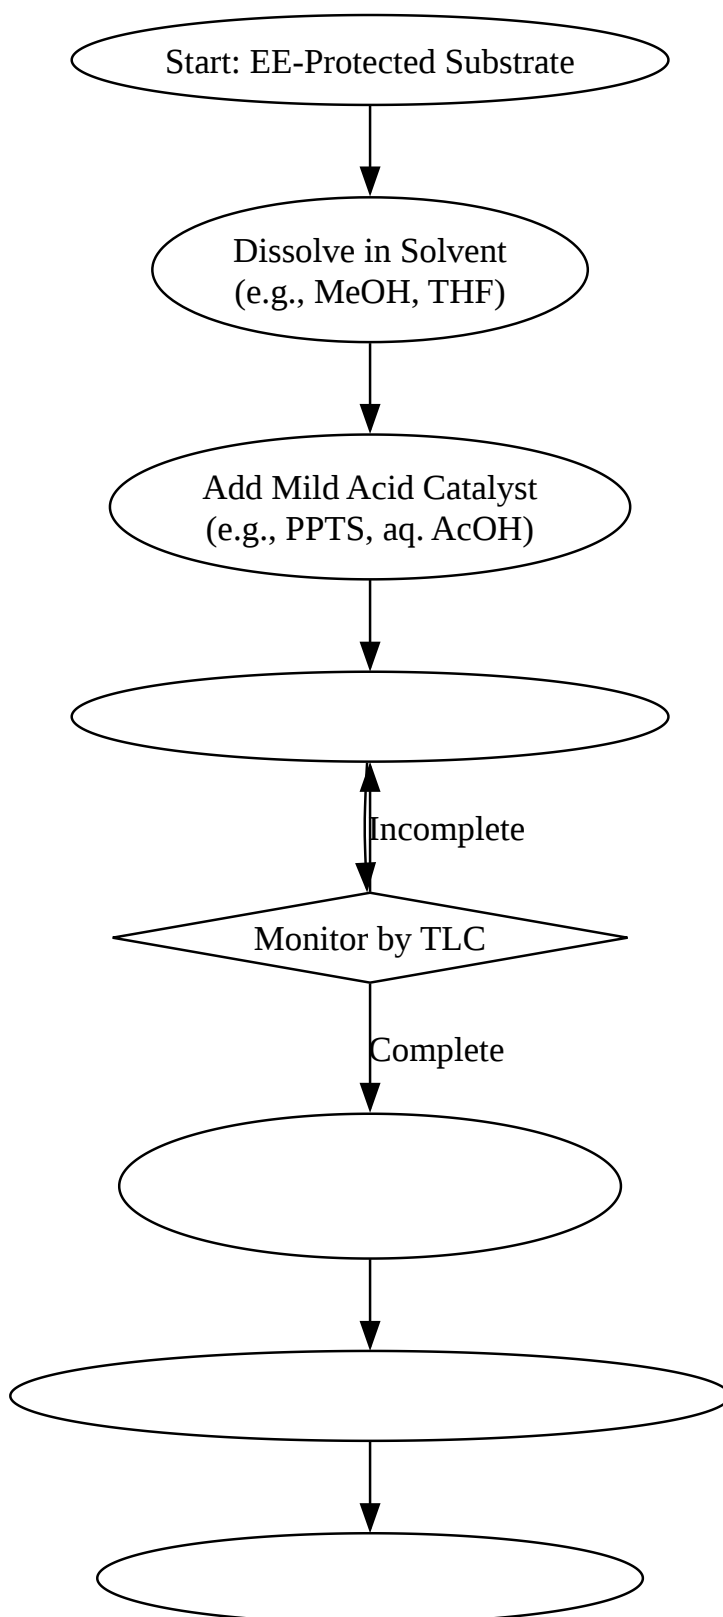 Start: EE-Protected Substrate
Dissolve in Solvent
(e.g., MeOH, THF)
Add Mild Acid Catalyst
(e.g., PPTS, aq. AcOH)
Incomplete
Monitor by TLC
Complete